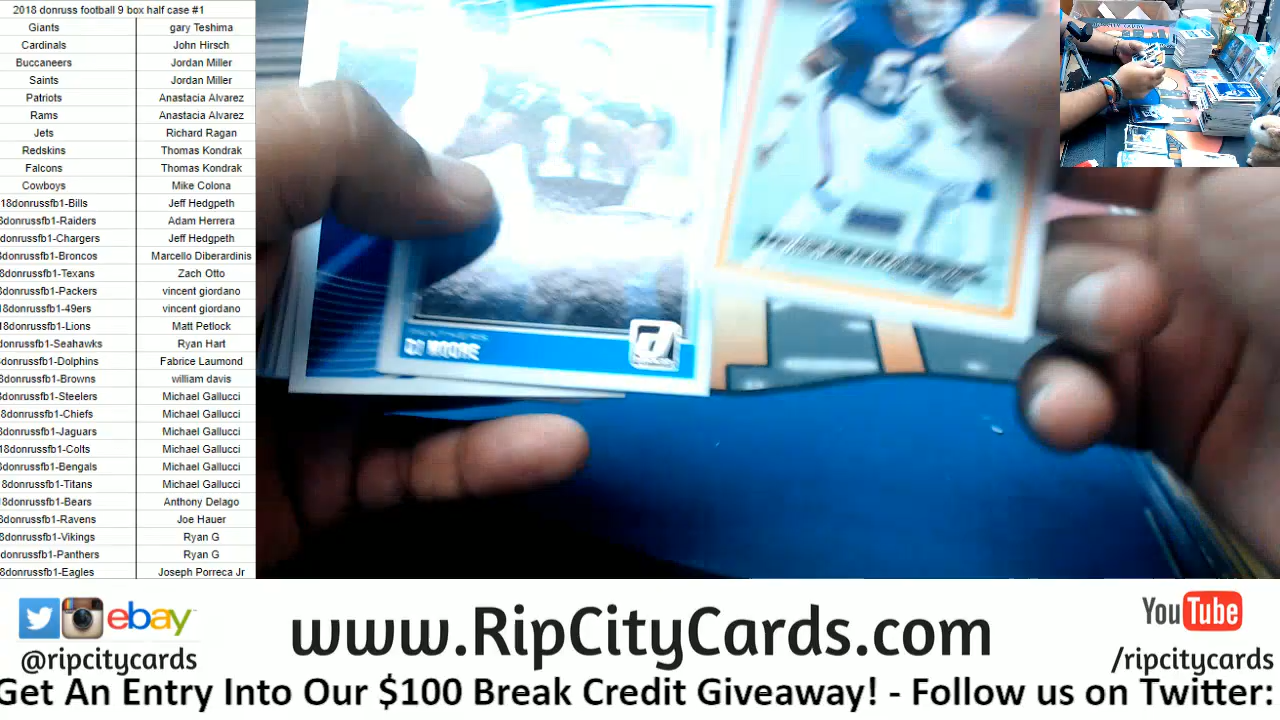 2018 donruss football 9 box half case #1
Giants gary Teshima
Cardinals John Hirsch
Buccaneers Jordan Miller
Saints Jordan Miller
Patriots Anastacia Alvarez
Rams Anastacia Alvarez
Jets Richard Ragan
Redskins Thomas Kondrak
Falcons Thomas Kondrak
Cowboys Mike Colona
18donrussfb1-Bills Jeff Hedgpeth
8donrussfb1-Raiders Adam Herrera
donrussfb1-Chargers Jeff Hedgpeth
donrussfb1-Broncos Marcello Diberardinis
8donrussfb1-Texans Zach Otto
donrussfb1-Packers vincent giordano
18donrussfb1-49ers vincent giordano
18donrussfb1-Lions Matt Petlock
donrussfb1-Seahawks Ryan Hart
donrussfb1-Dolphins Fabrice Laumond
8donrussfb1-Browns william davis
8donrussfb1-Steelers Michael Gallucci
8donrussfb1-Chiefs Michael Gallucci
8donrussfb1-Jaguars Michael Gallucci
18donrussfb1-Colts Michael Gallucci
8donrussfb1-Bengals Michael Gallucci
18donrussfb1-Titans Michael Gallucci
18donrussfb1-Bears Anthony Delago
8donrussfb1-Ravens Joe Hauer
8donrussfb1-Vikings Ryan G
donrussfb1-Panthers Ryan G
8donrussfb1-Eagles Joseph Porreca Jr
PANTHERS
DJ MOORE
ebay
@ripcitycards
www.RipCityCards.com
YouTube
/ripcitycards
Get An Entry Into Our $100 Break Credit Giveaway! - Follow us on Twitter: